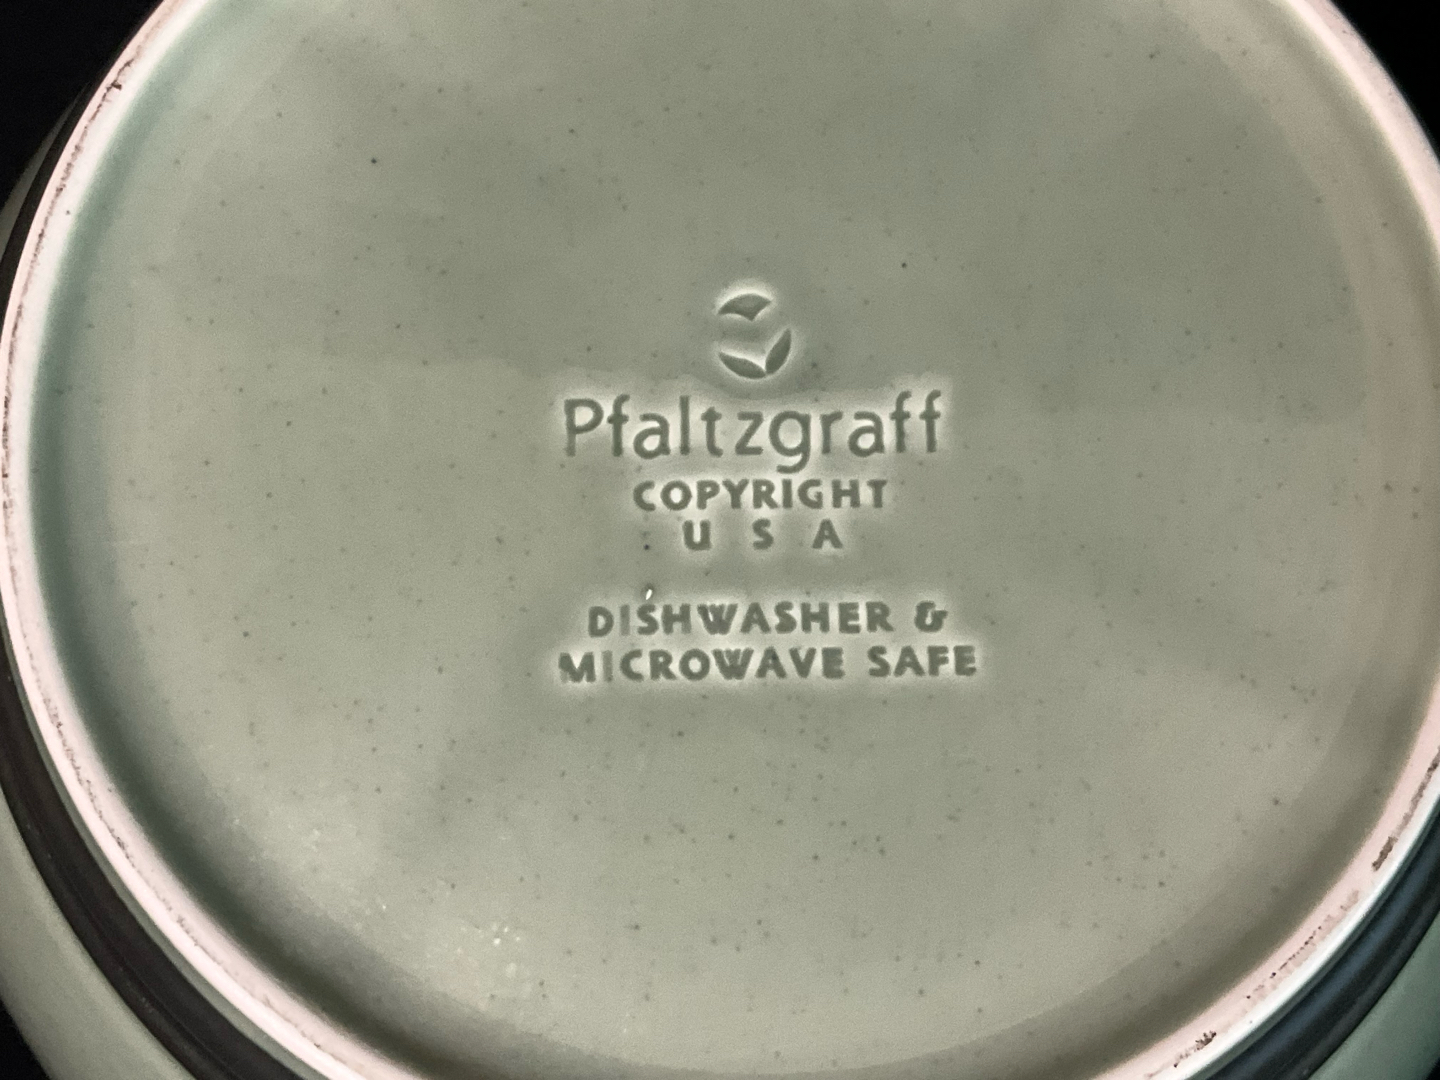 Pfaltzgraff
COPYRIGHT
U S A
DISHWASHER &
MICROWAVE SAFE